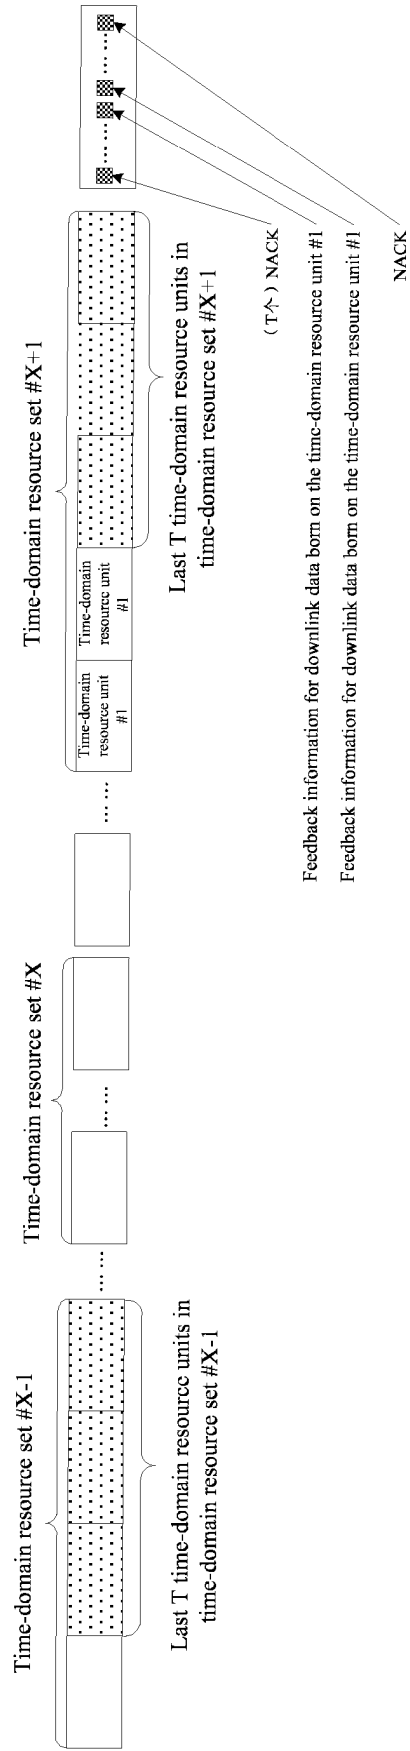 Time-domain resource set #X-1
Time-domain resource set #X
Time-domain resource set #X+1
......
......
......
Time-domain
resource unit
#1
Time-domain
resource unit
#1
......
......
Last T time-domain resource units in
time-domain resource set #X-1
Last T time-domain resource units in
time-domain resource set #X+1
(T个) NACK
Feedback information for downlink data born on the time-domain resource unit #1
Feedback information for downlink data born on the time-domain resource unit #1
NACK